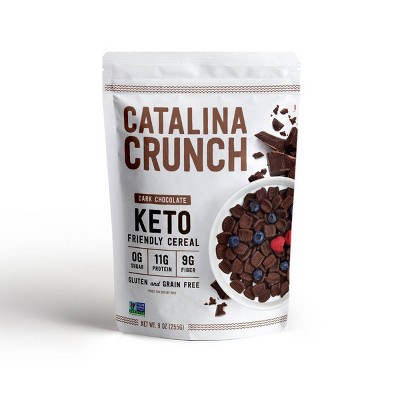 CATALINA
CRUNCH
DARK CHOCOLATE
KETO
FRIENDLY CEREAL
0G SUGAR 11G PROTEIN 9G FIBER
GLUTEN and GRAIN FREE
NET WT. 9 OZ (255G)